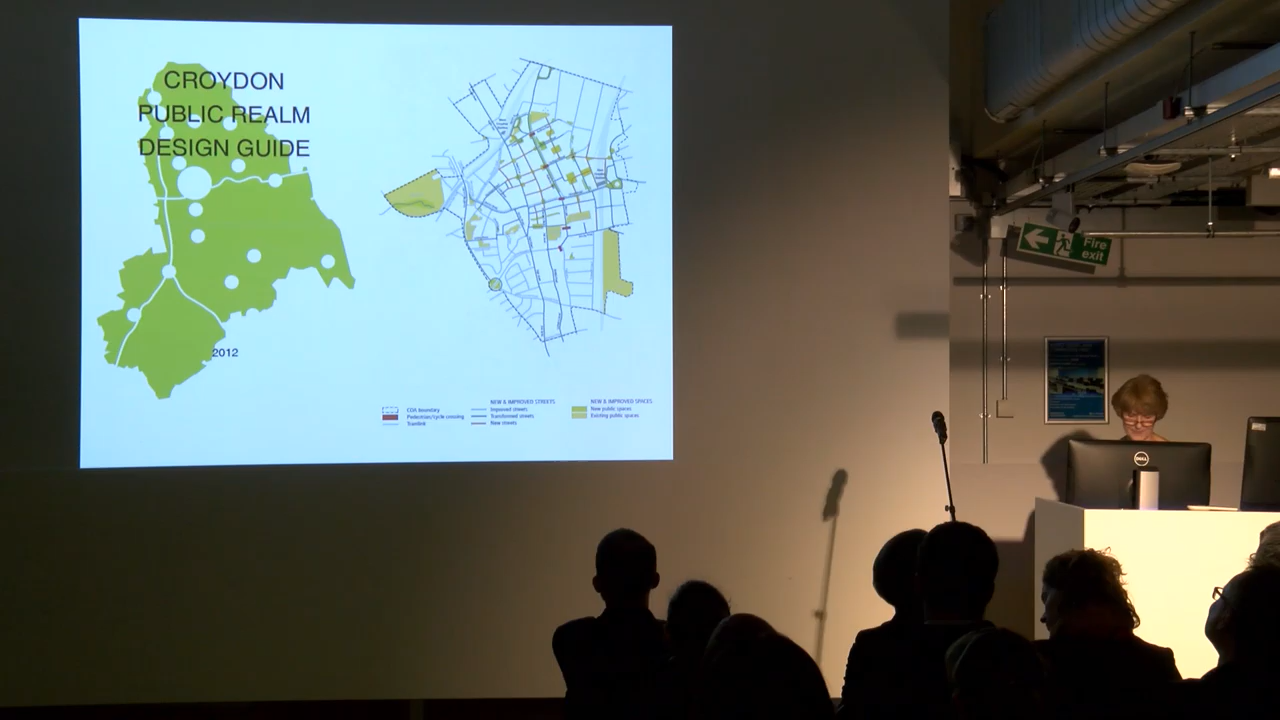 CROYDON
PUBLIC REALM
DESIGN GUIDE
2012
COA boundary
Pedestrian/cycle crossing
Tramlink
NEW & IMPROVED STREETS
Improved streets
Transformed streets
New streets
NEW & IMPROVED SPACES
New public spaces
Existing public spaces
Fire
exit
DELL